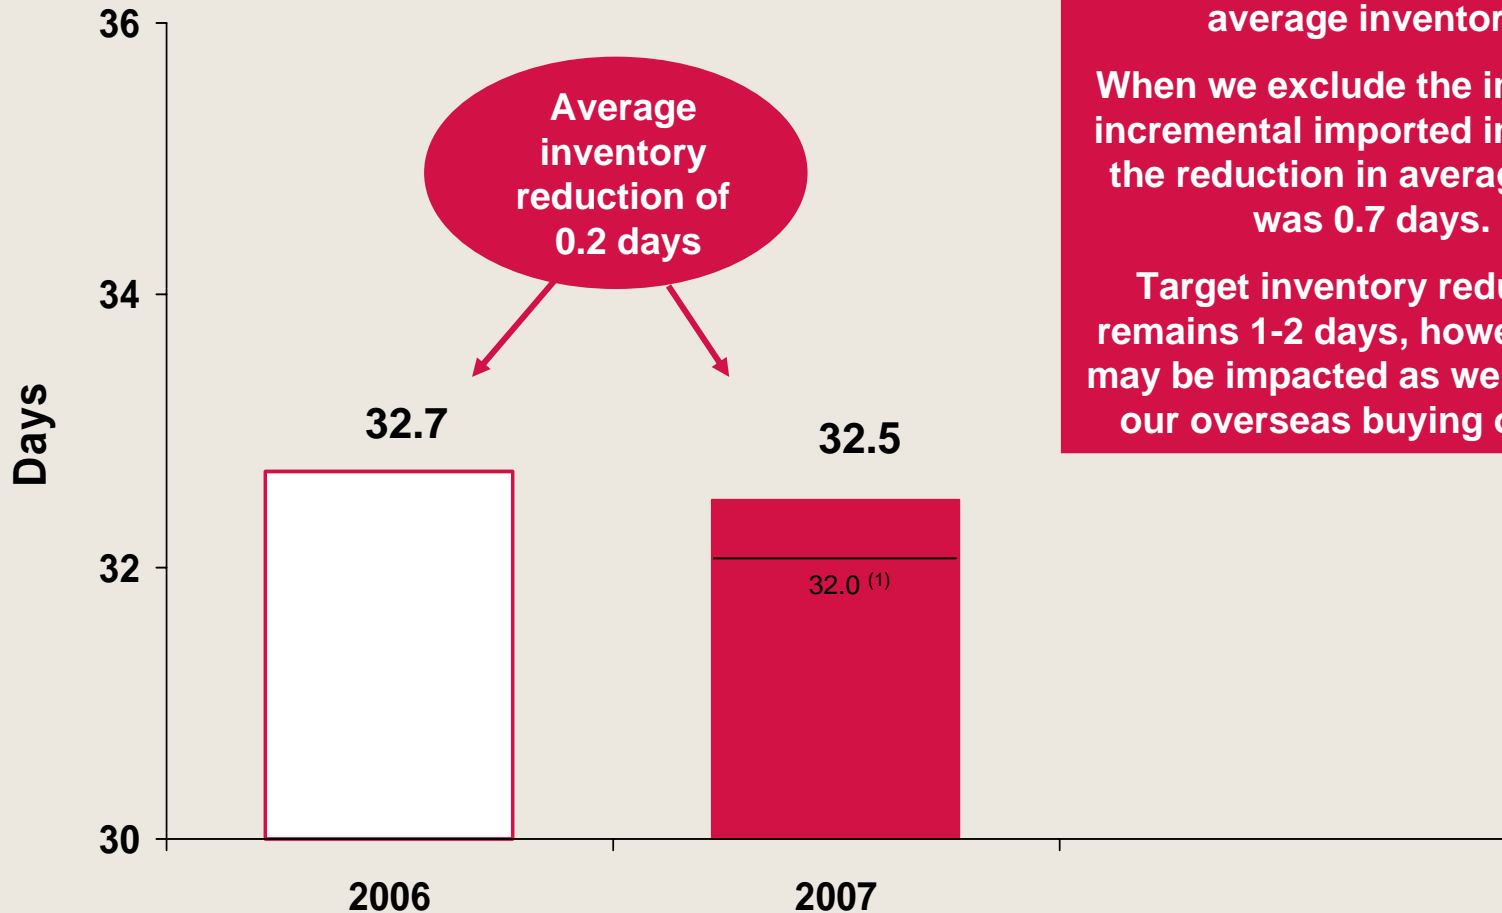 36
34
32
30
Days
Average
inventory
reduction of
0.2 days
32.7
32.5
32.0 (1)
2006
2007
average
When we exclude the
incremental imported
the reduction in
was 0.7 days.
Target inventory
remains 1-2 days,
may be impacted as
our overseas buying